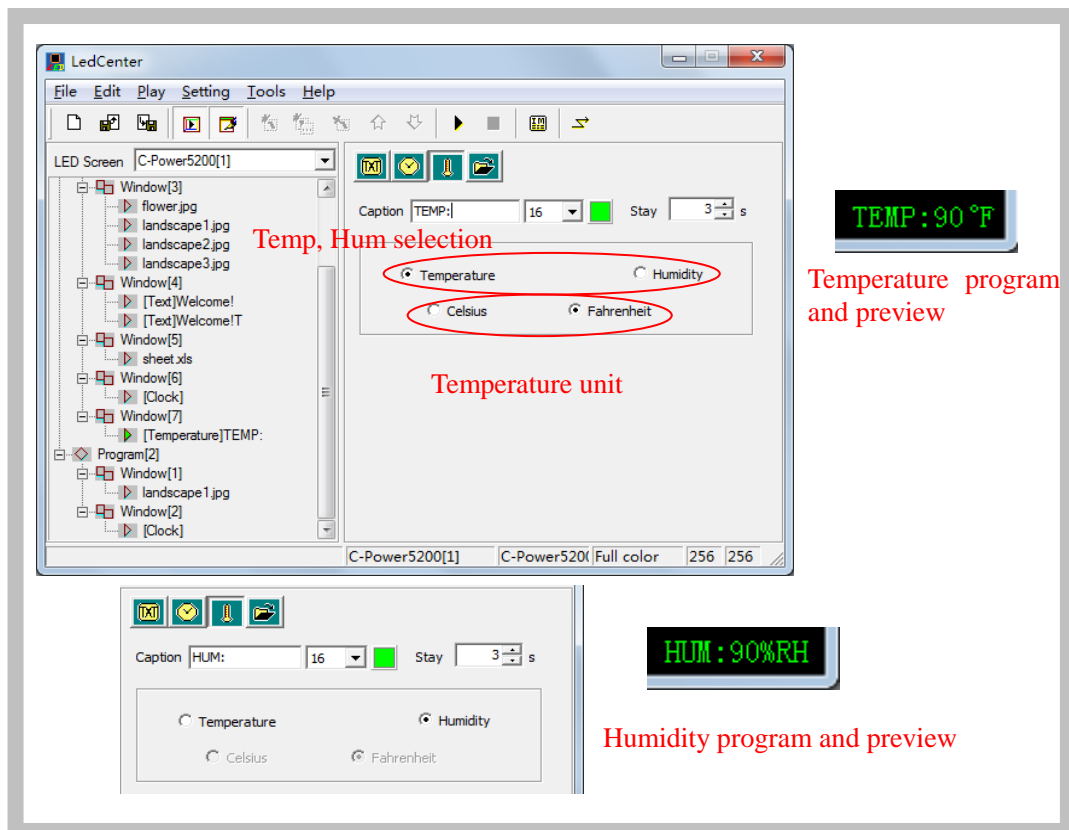 LedCenter
File Edit Play Setting Tools Help
LED Screen C-Power5200[1]
Window[3]
flower.jpg
landscape1.jpg
landscape2.jpg
landscape3.jpg
Window[4]
[Text]Welcome!
[Text]Welcome!T
Window[5]
sheet.xls
Window[6]
[Clock]
Window[7]
[Temperature]TEMP:
Program[2]
Window[1]
landscape1.jpg
Window[2]
[Clock]
TXT
Caption TEMP: 16 Stay 3 s
Temp, Hum selection
Temperature Humidity
Celsius Fahrenheit
Temperature unit
C-Power5200[1] C-Power520( Full color 256 256
TEMP:90°F
Temperature program
and preview
TXT
Caption HUM: 16 Stay 3 s
Temperature Humidity
Celsius Fahrenheit
HUM:90%RH
Humidity program and preview